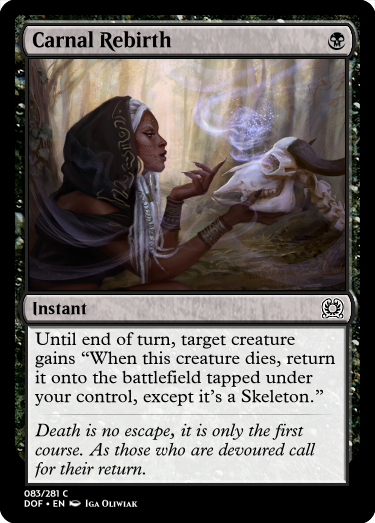 Carnal Rebirth
Instant
Until end of turn, target creature
gains “When this creature dies, return
it onto the battlefield tapped under
your control, except it’s a Skeleton.”
Death is no escape, it is only the first
course. As those who are devoured call
for their return.
083/281 C
DOF • EN Iga Oliwiak